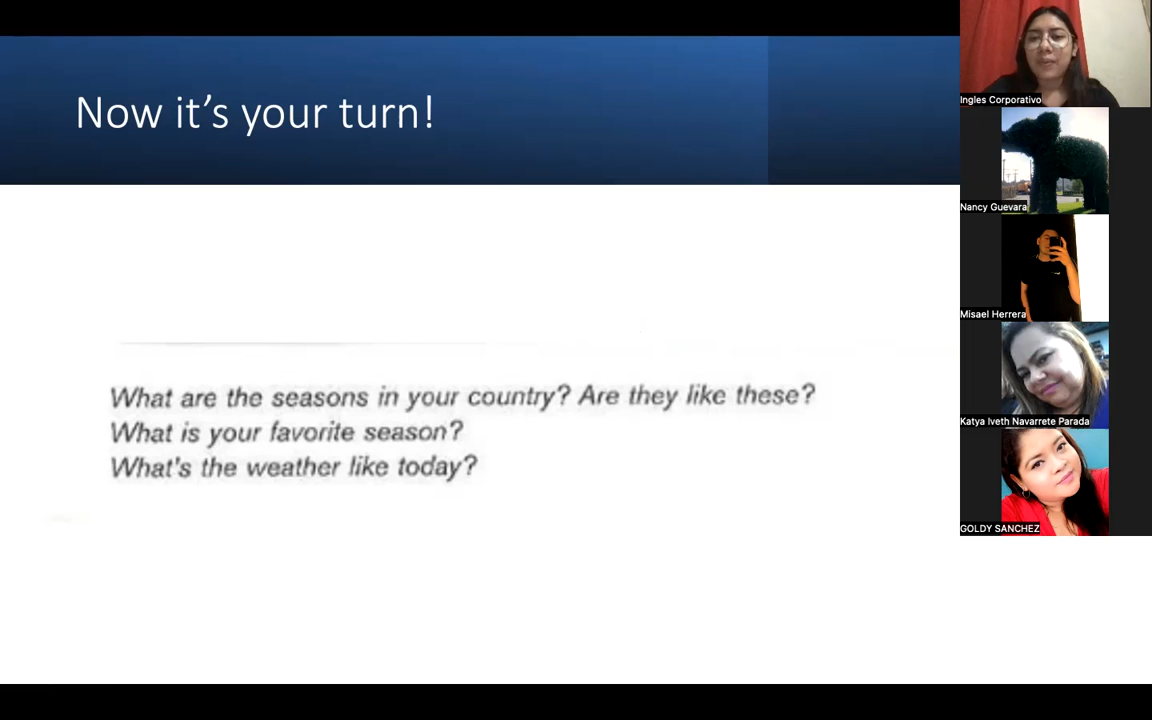 Now it's your turn!
What are the seasons in your country? Are they like these?
What is your favorite season?
What's the weather like today?
Ingles Corporativo
Nancy Guevara
Misael Herrera
Katya Iveth Navarrete Parada
GOLDY SANCHEZ